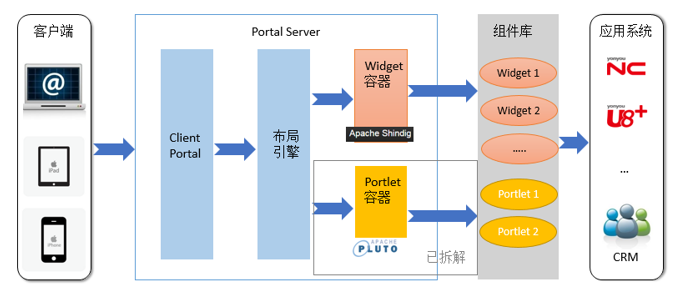 客户端
@
iPad
iPhone
Portal Server
Client
Portal
布局
引擎
Widget
容器
Apache Shindig
Portlet
容器
APACHE
PLUTO
已拆解
组件库
Widget 1
Widget 2
.....
Portlet 1
Portlet 2
应用系统
yonyou
NC
yonyou
U8+
...
CRM